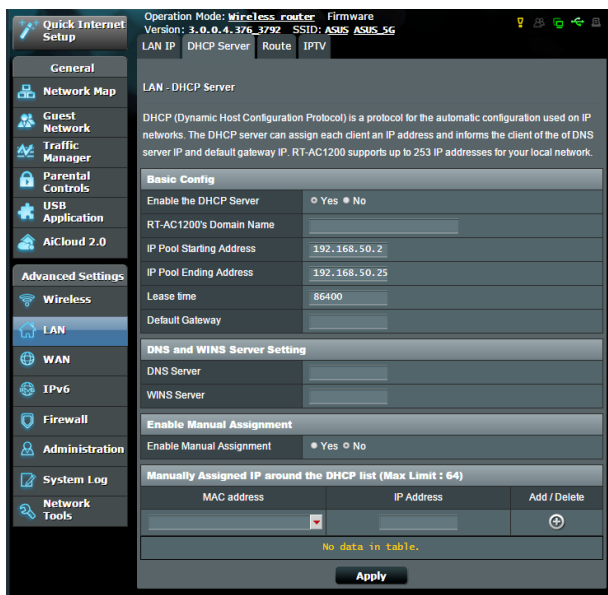 Quick Internet
Setup
General
Network Map
Guest
Network
Traffic
Manager
Parental
Controls
USB
Application
AiCloud 2.0
Advanced Settings
Wireless
LAN
WAN
IPv6
Firewall
Administration
System Log
Network
Tools
Operation Mode: Wireless router Firmware
Version: 3.0.0.4.376_3792 SSID: ASUS ASUS_5G
LAN IP DHCP Server Route IPTV
LAN - DHCP Server
DHCP (Dynamic Host Configuration Protocol) is a protocol for the automatic configuration used on IP
networks. The DHCP server can assign each client an IP address and informs the client of the of DNS
server IP and default gateway IP. RT-AC1200 supports up to 253 IP addresses for your local network.
Basic Config
Enable the DHCP Server Yes No
RT-AC1200's Domain Name
IP Pool Starting Address 192.168.50.2
IP Pool Ending Address 192.168.50.25
Lease time 86400
Default Gateway
DNS and WINS Server Setting
DNS Server
WINS Server
Enable Manual Assignment
Enable Manual Assignment Yes No
Manually Assigned IP around the DHCP list (Max Limit : 64)
MAC address IP Address Add / Delete
No data in table.
Apply